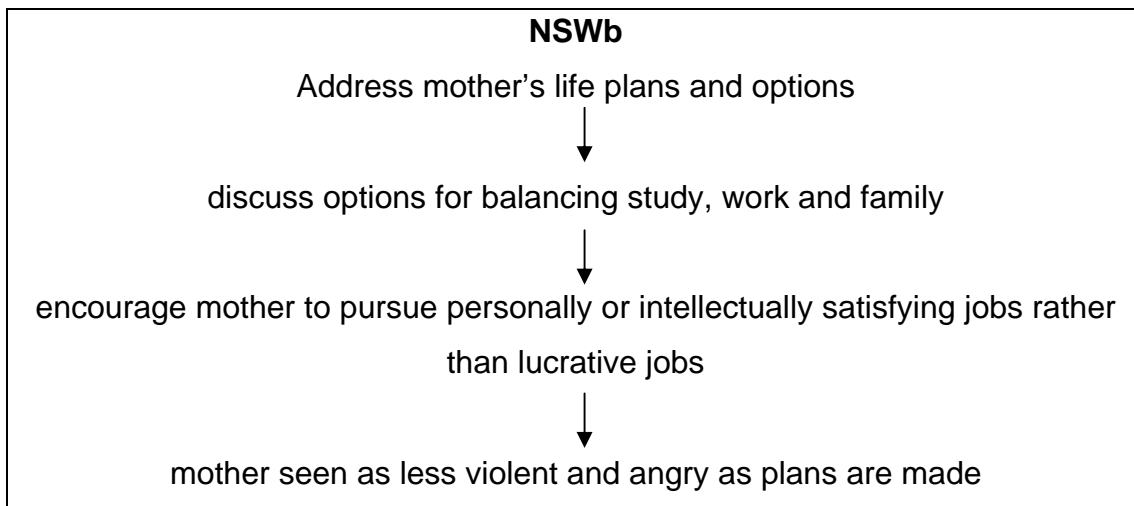 NSWb
Address mother’s life plans and options
discuss options for balancing study, work and family
encourage mother to pursue personally or intellectually satisfying jobs rather
than lucrative jobs
mother seen as less violent and angry as plans are made